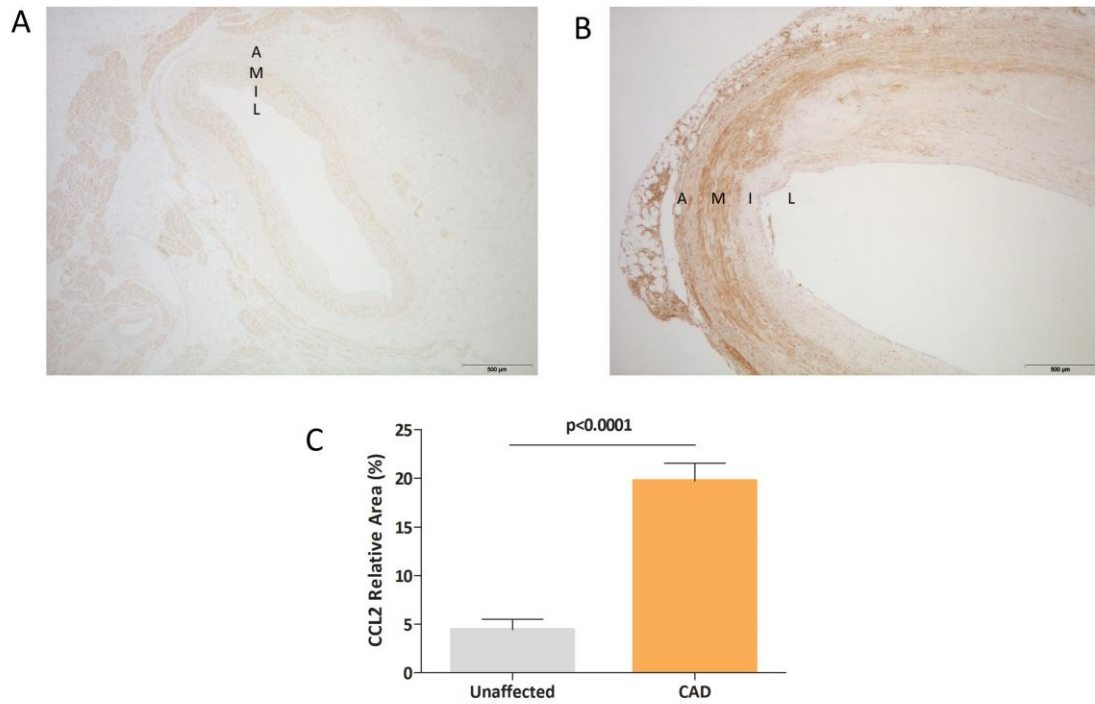 A
A
M
I
L
500 µm
B
A M I L
500 µm
C
p<0.0001
CCL2 Relative Area (%)
25
20
15
10
5
0
Unaffected CAD